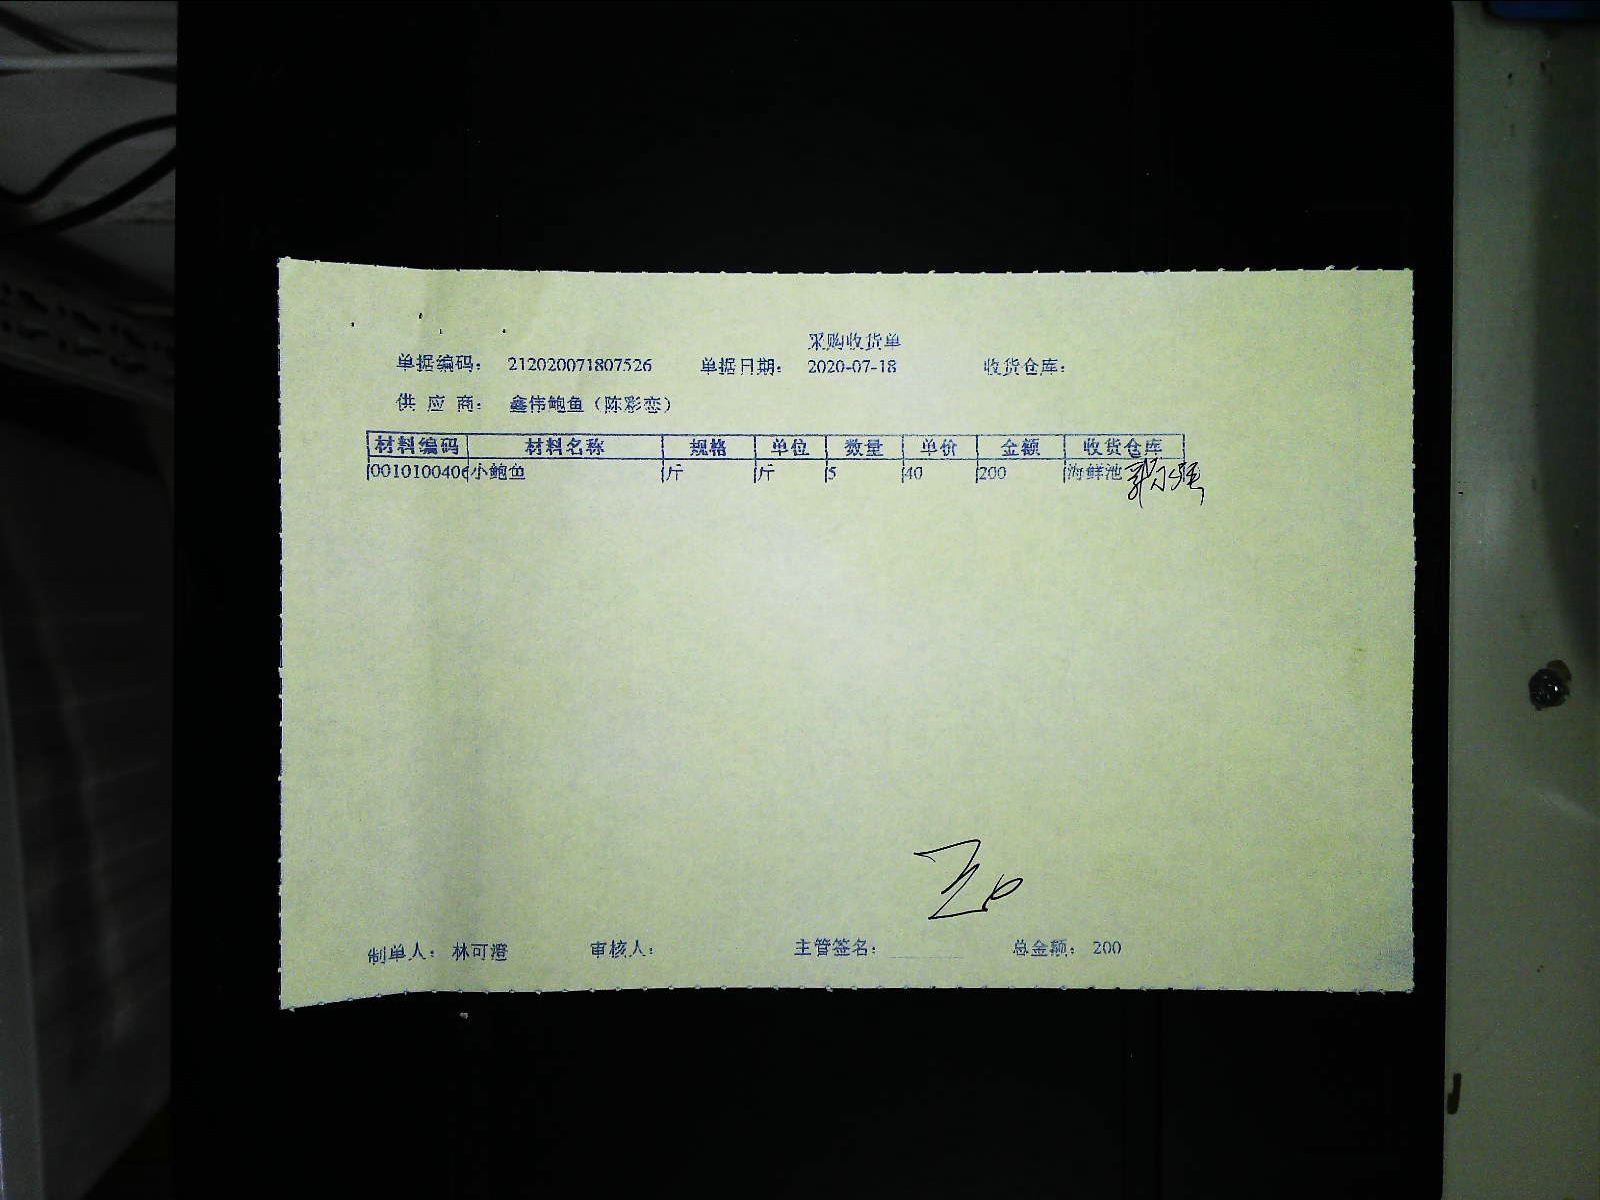 采购收货单
单据编码： 212020071807526 单据日期： 2020-07-18 收货仓库：
供 应 商： 鑫伟鲍鱼（陈彩恋）
材料编码 材料名称 规格 单位 数量 单价 金额 收货仓库
0010100406 小鲍鱼 斤 斤 5 40 200 海鲜池
制单人： 林可澄 审核人： 主管签名： 总金额： 200